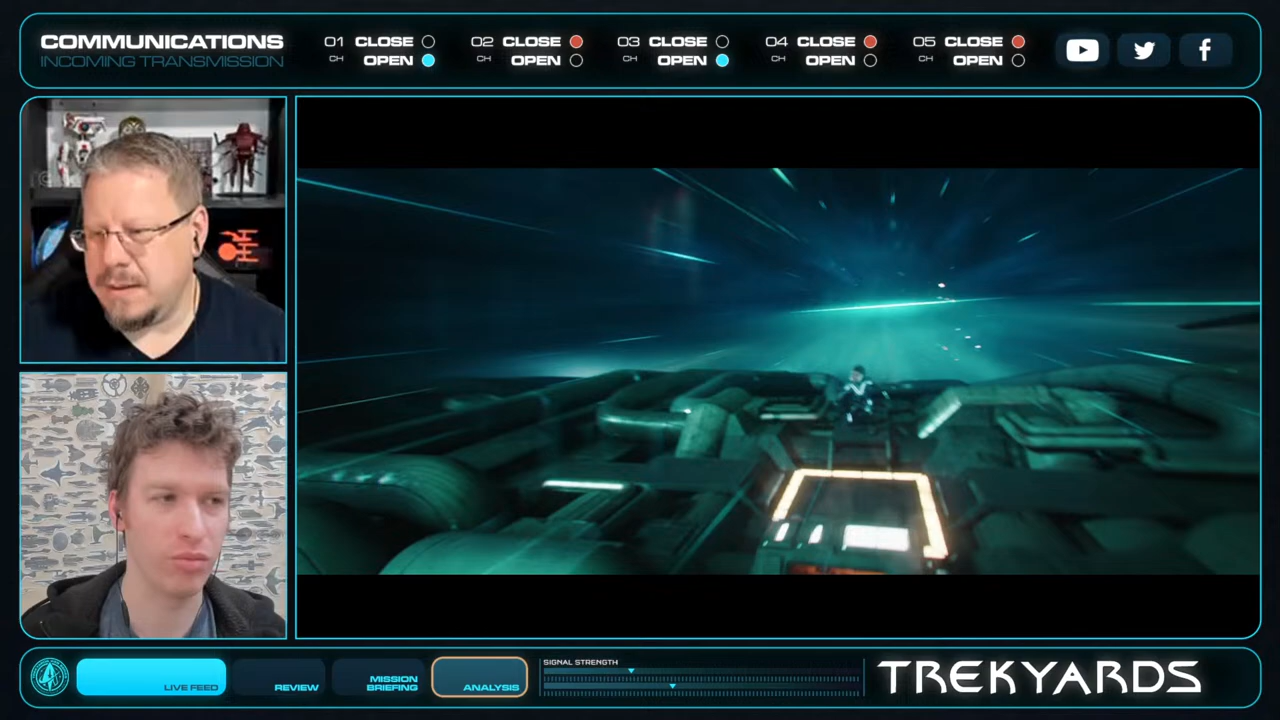 COMMUNICATIONS
INCOMING TRANSMISSION
01 CLOSE
CH OPEN
02 CLOSE
CH OPEN
03 CLOSE
CH OPEN
04 CLOSE
CH OPEN
05 CLOSE
CH OPEN
LIVE FEED
REVIEW
MISSION
BRIEFING
ANALYSIS
SIGNAL STRENGTH
TREKYARDS